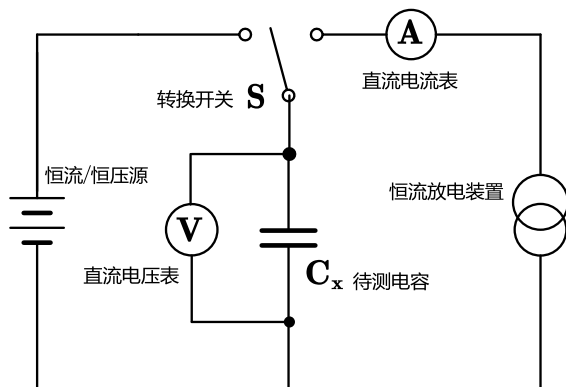 A
直流电流表
转换开关 S
恒流/恒压源
恒流放电装置
V
直流电压表
Cx 待测电容